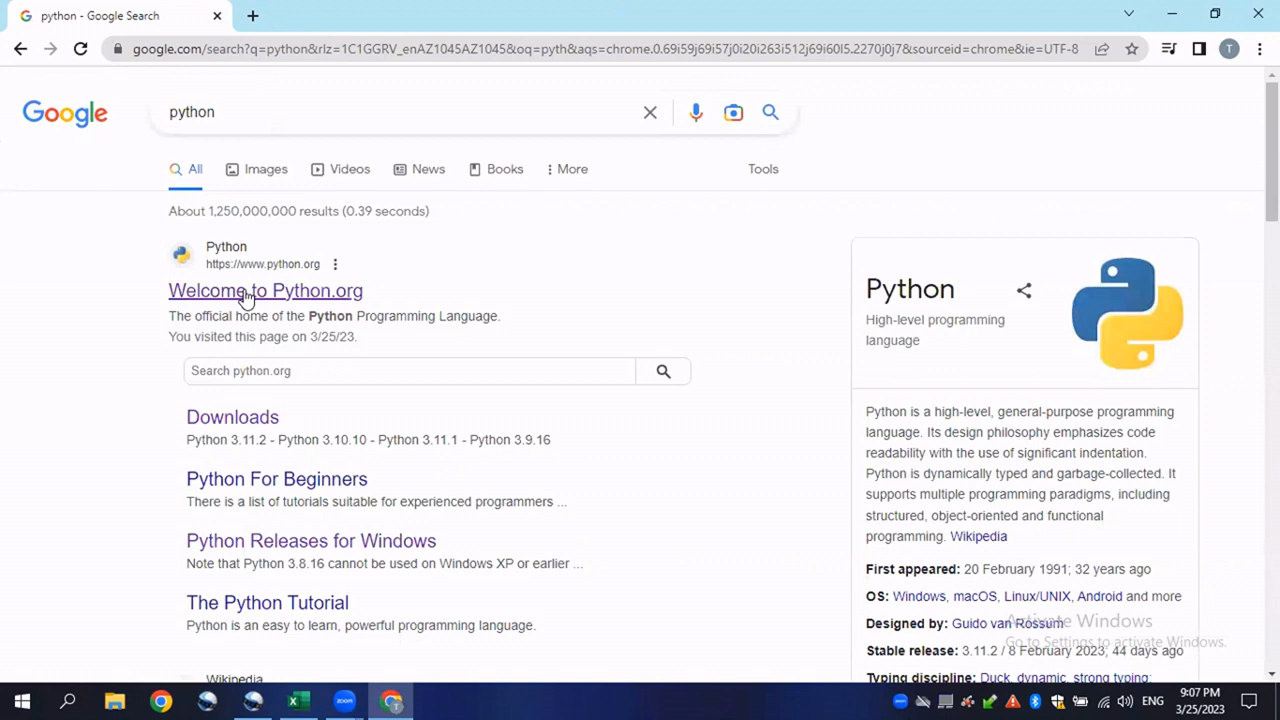 python - Google Search
google.com/search?q=python&rlz=1C1GGRV_enAZ1045AZ1045&oq=pyth&aqs=chrome.0.69i59j69i57j0i20i263i512j69i60l5.2270j0j7&sourceid=chrome&ie=UTF-8
T
Google
python
All
Images
Videos
News
Books
More
Tools
About 1,250,000,000 results (0.39 seconds)
Python
https://www.python.org
Welcome to Python.org
The official home of the Python Programming Language.
You visited this page on 3/25/23.
Search python.org
Downloads
Python 3.11.2 - Python 3.10.10 - Python 3.11.1 - Python 3.9.16
Python For Beginners
There is a list of tutorials suitable for experienced programmers ...
Python Releases for Windows
Note that Python 3.8.16 cannot be used on Windows XP or earlier ...
The Python Tutorial
Python is an easy to learn, powerful programming language.
Wikipedia
Python
High-level programming
language
Python is a high-level, general-purpose programming
language. Its design philosophy emphasizes code
readability with the use of significant indentation.
Python is dynamically typed and garbage-collected. It
supports multiple programming paradigms, including
structured, object-oriented and functional
programming. Wikipedia
First appeared: 20 February 1991; 32 years ago
OS: Windows, macOS, Linux/UNIX, Android and more
Designed by: Guido van Rossum
Stable release: 3.11.2 / 8 February 2023; 44 days ago
Typing discipline: Duck, dynamic, strong typing;
Activate Windows
Go to Settings to activate Windows.
zoom
T
ENG
9:07 PM
3/25/2023